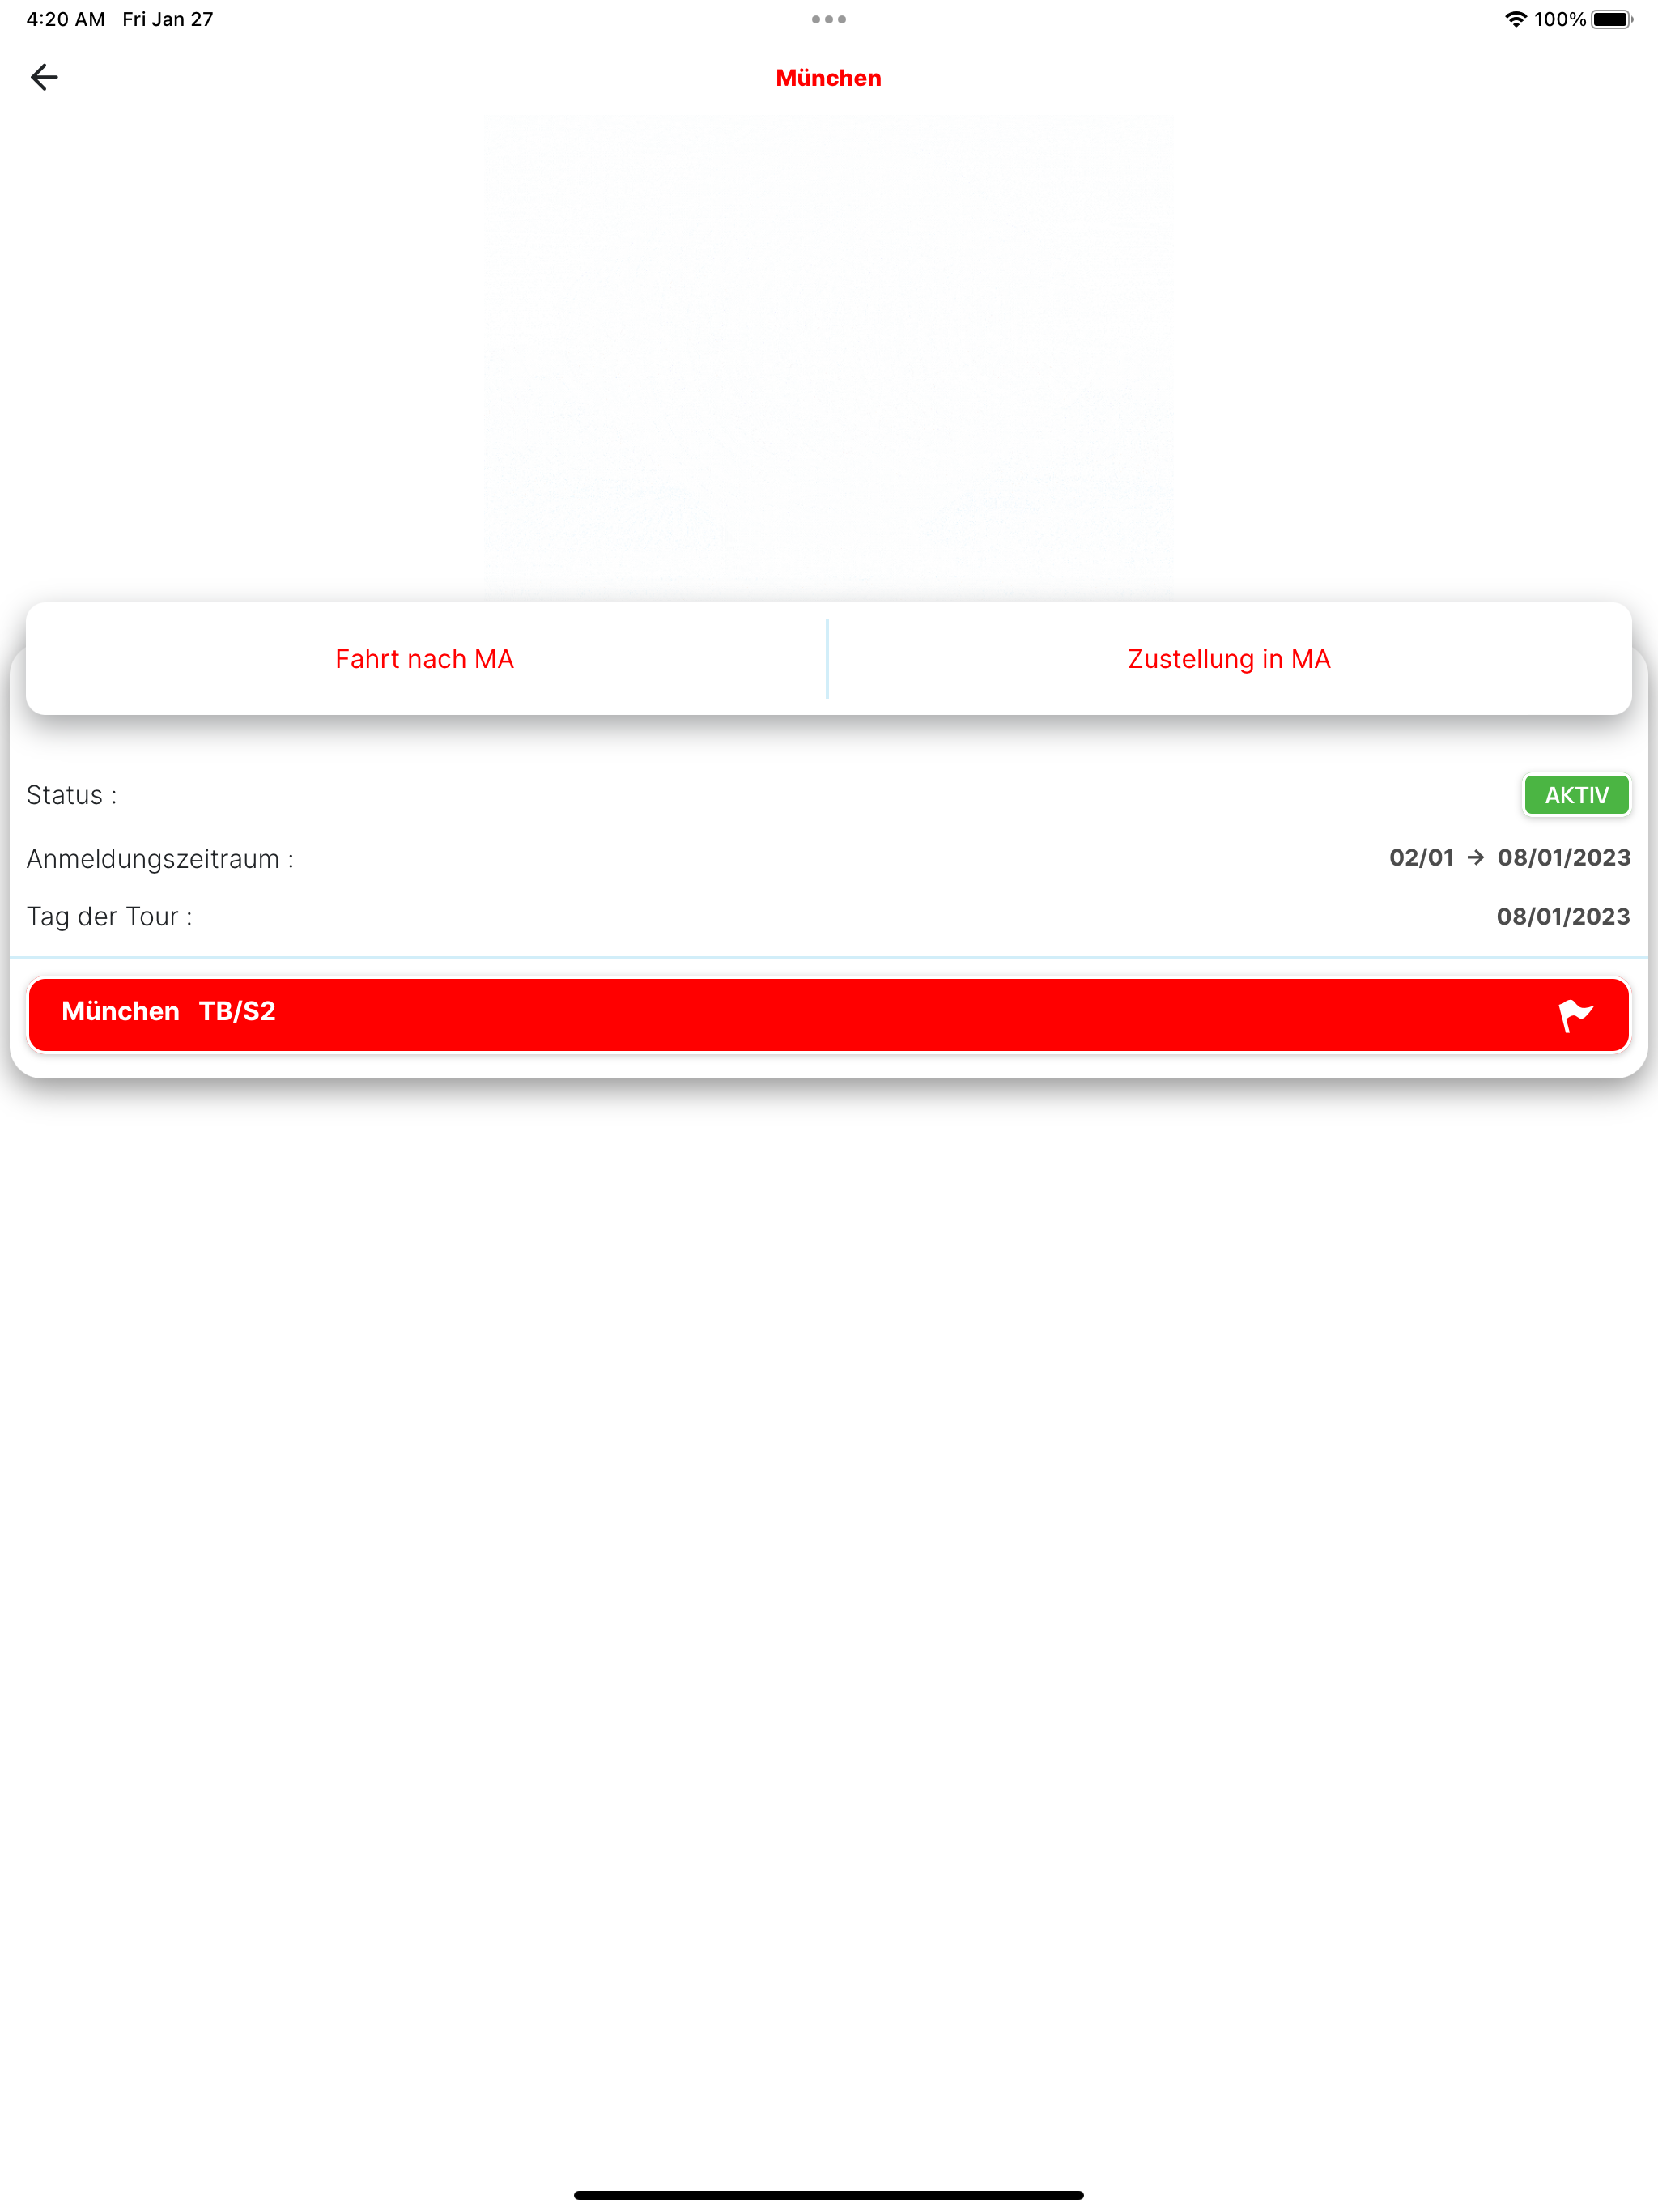 4:20 AM Fri Jan 27 100%
München
Fahrt nach MA Zustellung in MA
Status : AKTIV
Anmeldungszeitraum : 02/01 → 08/01/2023
Tag der Tour : 08/01/2023
München TB/S2